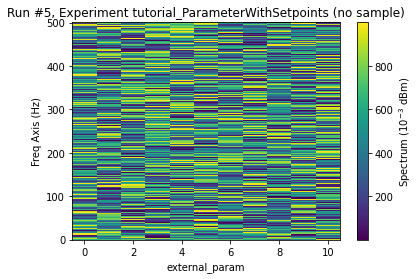 Run #5, Experiment tutorial_ParameterWithSetpoints (no sample)
500
400
300
200
100
0
Freq Axis (Hz)
0 2 4 6 8 10
external_param
800
600
400
200
Spectrum (10⁻³ dBm)